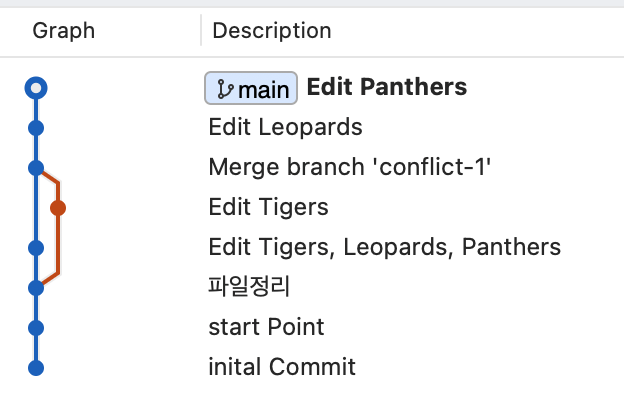 Graph Description
main Edit Panthers
Edit Leopards
Merge branch 'conflict-1'
Edit Tigers
Edit Tigers, Leopards, Panthers
파일정리
start Point
inital Commit